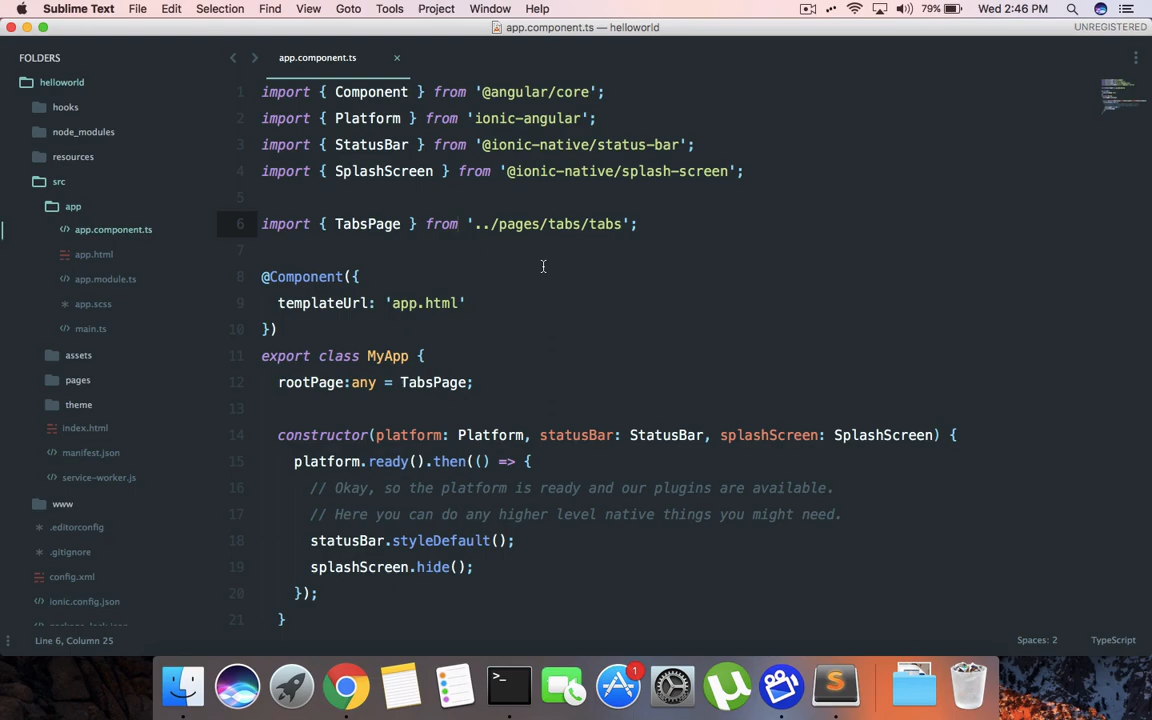 Sublime Text File Edit Selection Find View Goto Tools Project Window Help 79% Wed 2:46 PM
app.component.ts — helloworld UNREGISTERED
FOLDERS
helloworld
hooks
node_modules
resources
src
app
app.component.ts
app.html
app.module.ts
app.scss
main.ts
assets
pages
theme
index.html
manifest.json
service-worker.js
www
.editorconfig
.gitignore
config.xml
ionic.config.json
app.component.ts
1 import { Component } from '@angular/core';
2 import { Platform } from 'ionic-angular';
3 import { StatusBar } from '@ionic-native/status-bar';
4 import { SplashScreen } from '@ionic-native/splash-screen';
5
6 import { TabsPage } from '../pages/tabs/tabs';
7
8 @Component({
9 templateUrl: 'app.html'
10 })
11 export class MyApp {
12 rootPage:any = TabsPage;
13
14 constructor(platform: Platform, statusBar: StatusBar, splashScreen: SplashScreen) {
15 platform.ready().then(() => {
16 // Okay, so the platform is ready and our plugins are available.
17 // Here you can do any higher level native things you might need.
18 statusBar.styleDefault();
19 splashScreen.hide();
20 });
21 }
Line 6, Column 25 Spaces: 2 TypeScript
1